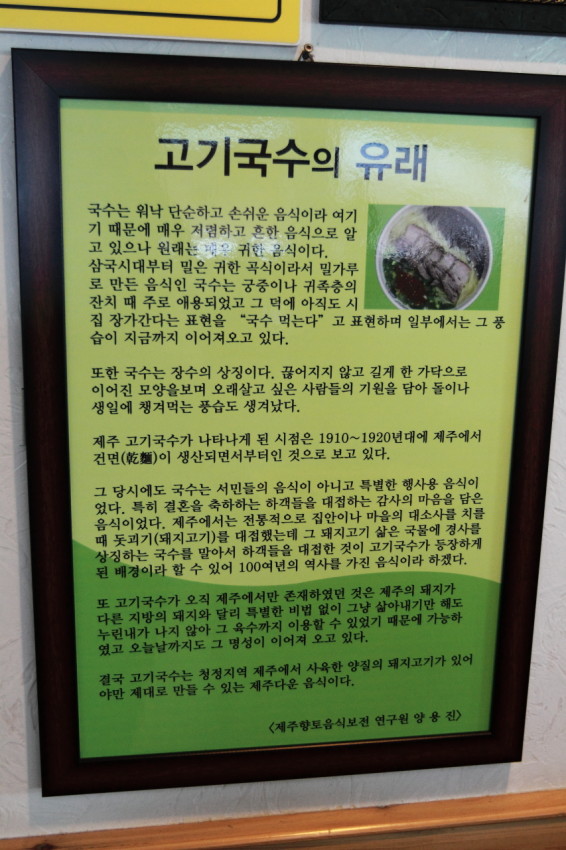 고기국수의 유래
국수는 워낙 단순하고 손쉬운 음식이라 여기
기 때문에 매우 저렴하고 흔한 음식으로 알
고 있으나 원래는 매우 귀한 음식이다.
삼국시대부터 밀은 귀한 곡식이라서 밀가루
로 만든 음식인 국수는 궁중이나 귀족층의
잔치 때 주로 애용되었고 그 덕에 아직도 시
집 장가간다는 표현을 “국수 먹는다”고 표현하며 일부에서는 그 풍
습이 지금까지 이어져오고 있다.
또한 국수는 장수의 상징이다. 끊어지지 않고 길게 한 가닥으로
이어진 모양을보며 오래살고 싶은 사람들의 기원을 담아 돌이나
생일에 챙겨먹는 풍습도 생겨났다.
제주 고기국수가 나타나게 된 시점은 1910~1920년대에 제주에서
건면(乾麵)이 생산되면서부터인 것으로 보고 있다.
그 당시에도 국수는 서민들의 음식이 아니고 특별한 행사용 음식이
었다. 특히 결혼을 축하하는 하객들을 대접하는 감사의 마음을 담은
음식이었다. 제주에서는 전통적으로 집안이나 마을의 대소사를 치를
때 돗괴기(돼지고기)를 대접했는데 그 돼지고기 삶은 국물에 경사를
상징하는 국수를 말아서 하객들을 대접한 것이 고기국수가 등장하게
된 배경이라 할 수 있어 100여년의 역사를 가진 음식이라 하겠다.
또 고기국수가 오직 제주에서만 존재하였던 것은 제주의 돼지가
다른 지방의 돼지와 달리 특별한 비법 없이 그냥 삶아내기만 해도
누린내가 나지 않아 그 육수까지 이용할 수 있었기 때문에 가능하
였고 오늘날까지도 그 명성이 이어져 오고 있다.
결국 고기국수는 청정지역 제주에서 사육한 양질의 돼지고기가 있어
야만 제대로 만들 수 있는 제주다운 음식이다.
〈제주향토음식보전 연구원 양 용 진〉